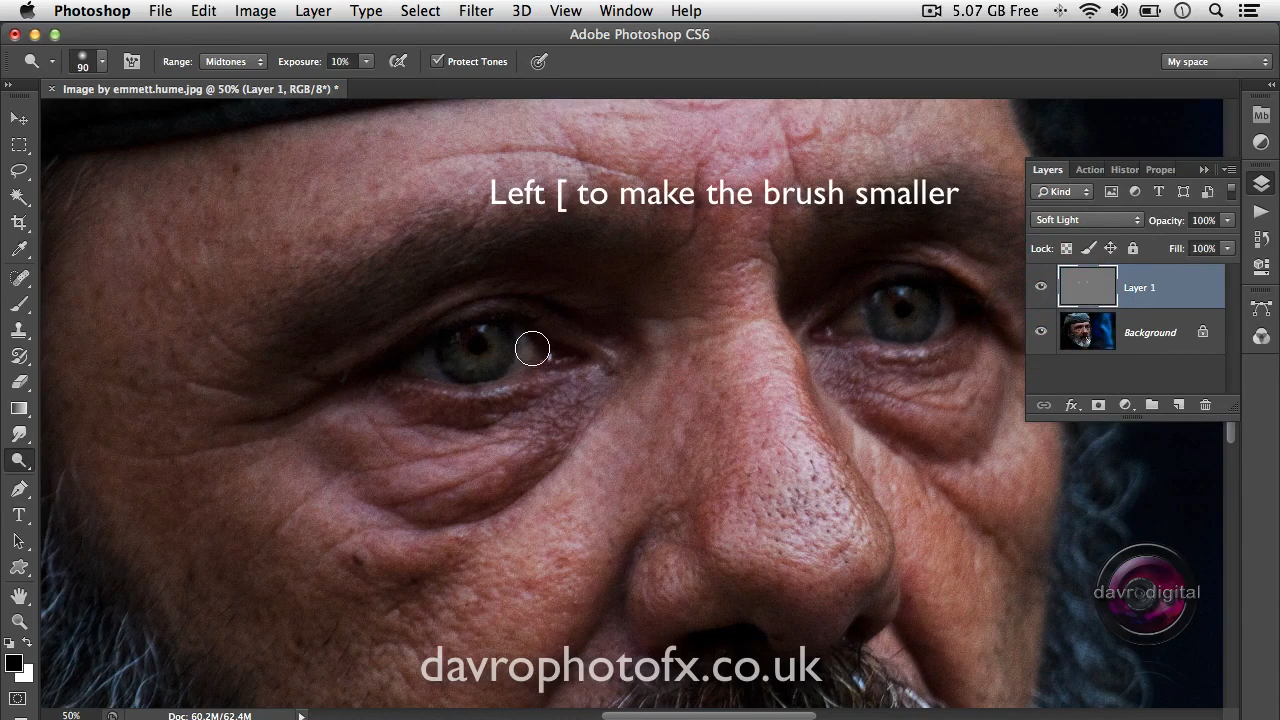 Photoshop File Edit Image Layer Type Select Filter 3D View Window Help 5.07 GB Free
Adobe Photoshop CS6
90 Range: Midtones Exposure: 10% Protect Tones My space
Image by emmett.hume.jpg @ 50% (Layer 1, RGB/8*) *
Layers Action Histor Proper
Kind
Left [ to make the brush smaller
Soft Light Opacity: 100%
Lock: Fill: 100%
Layer 1
Background
fx
Mb
davrodigital
davrophotofx.co.uk
50% Doc: 60.2M/62.4M